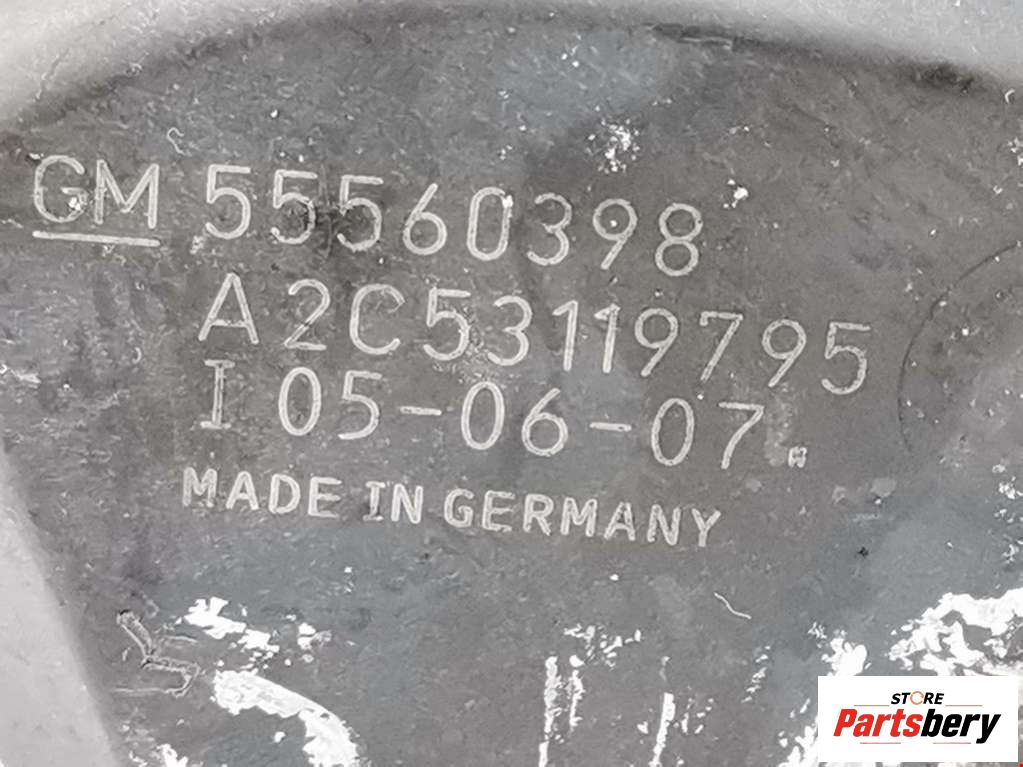 GM 55560398
A2C53119795
I 05-06-07
MADE IN GERMANY
STORE
Partsbery